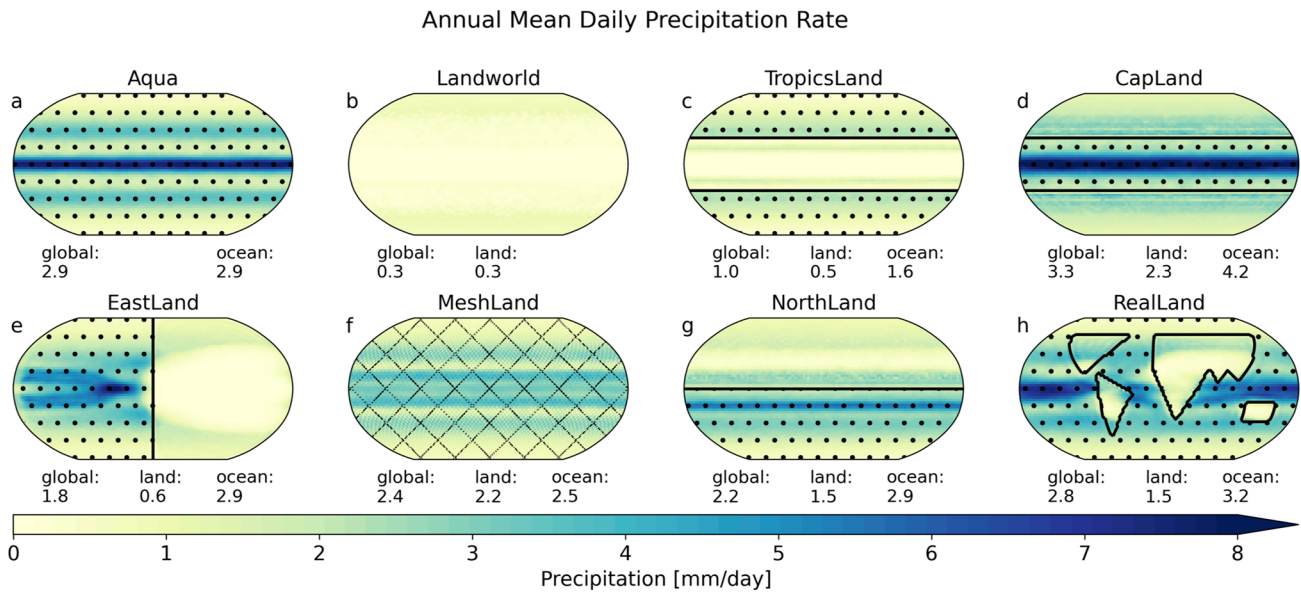 Annual Mean Daily Precipitation Rate
Aqua Landworld TropicsLand CapLand
a b c d
global: ocean: global: land: global: land: ocean: global: land: ocean:
2.9 2.9 0.3 0.3 1.0 0.5 1.6 3.3 2.3 4.2
EastLand MeshLand NorthLand RealLand
e f g h
global: land: ocean: global: land: ocean: global: land: ocean: global: land: ocean:
1.8 0.6 2.9 2.4 2.2 2.5 2.2 1.5 2.9 2.8 1.5 3.2
0 1 2 3 4 5 6 7 8
Precipitation [mm/day]